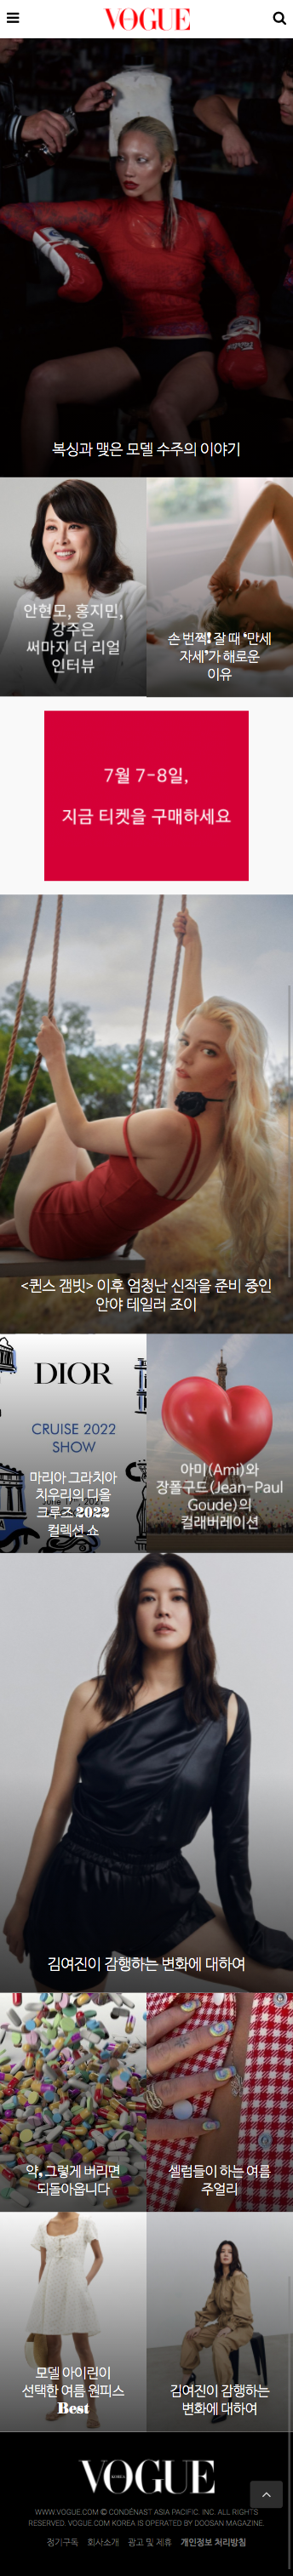 VOGUE
복싱과 맺은 모델 수주의 이야기
안현모, 홍지민,
강주은
써마지 더 리얼
인터뷰
손 번쩍! 잘 때 ‘만세
자세’가 해로운
이유
7월 7-8일,
지금 티켓을 구매하세요
<퀸스 갬빗> 이후 엄청난 신작을 준비 중인
안야 테일러 조이
DIOR
CRUISE 2022
SHOW
마리아 그라치아
치우리의 디올
크루즈 2022
컬렉션 쇼
아미(Ami)와
장폴구드(Jean-Paul
Goude)의
컬래버레이션
김여진이 감행하는 변화에 대하여
약, 그렇게 버리면
되돌아옵니다
셀럽들이 하는 여름
주얼리
모델 아이린이
선택한 여름 원피스
Best
김여진이 감행하는
변화에 대하여
VOGUE
WWW.VOGUE.COM © CONDÉNAST ASIA PACIFIC. INC. ALL RIGHTS
RESERVED. VOGUE.COM KOREA IS OPERATED BY DOOSAN MAGAZINE.
정기구독 회사소개 광고 및 제휴 개인정보 처리방침